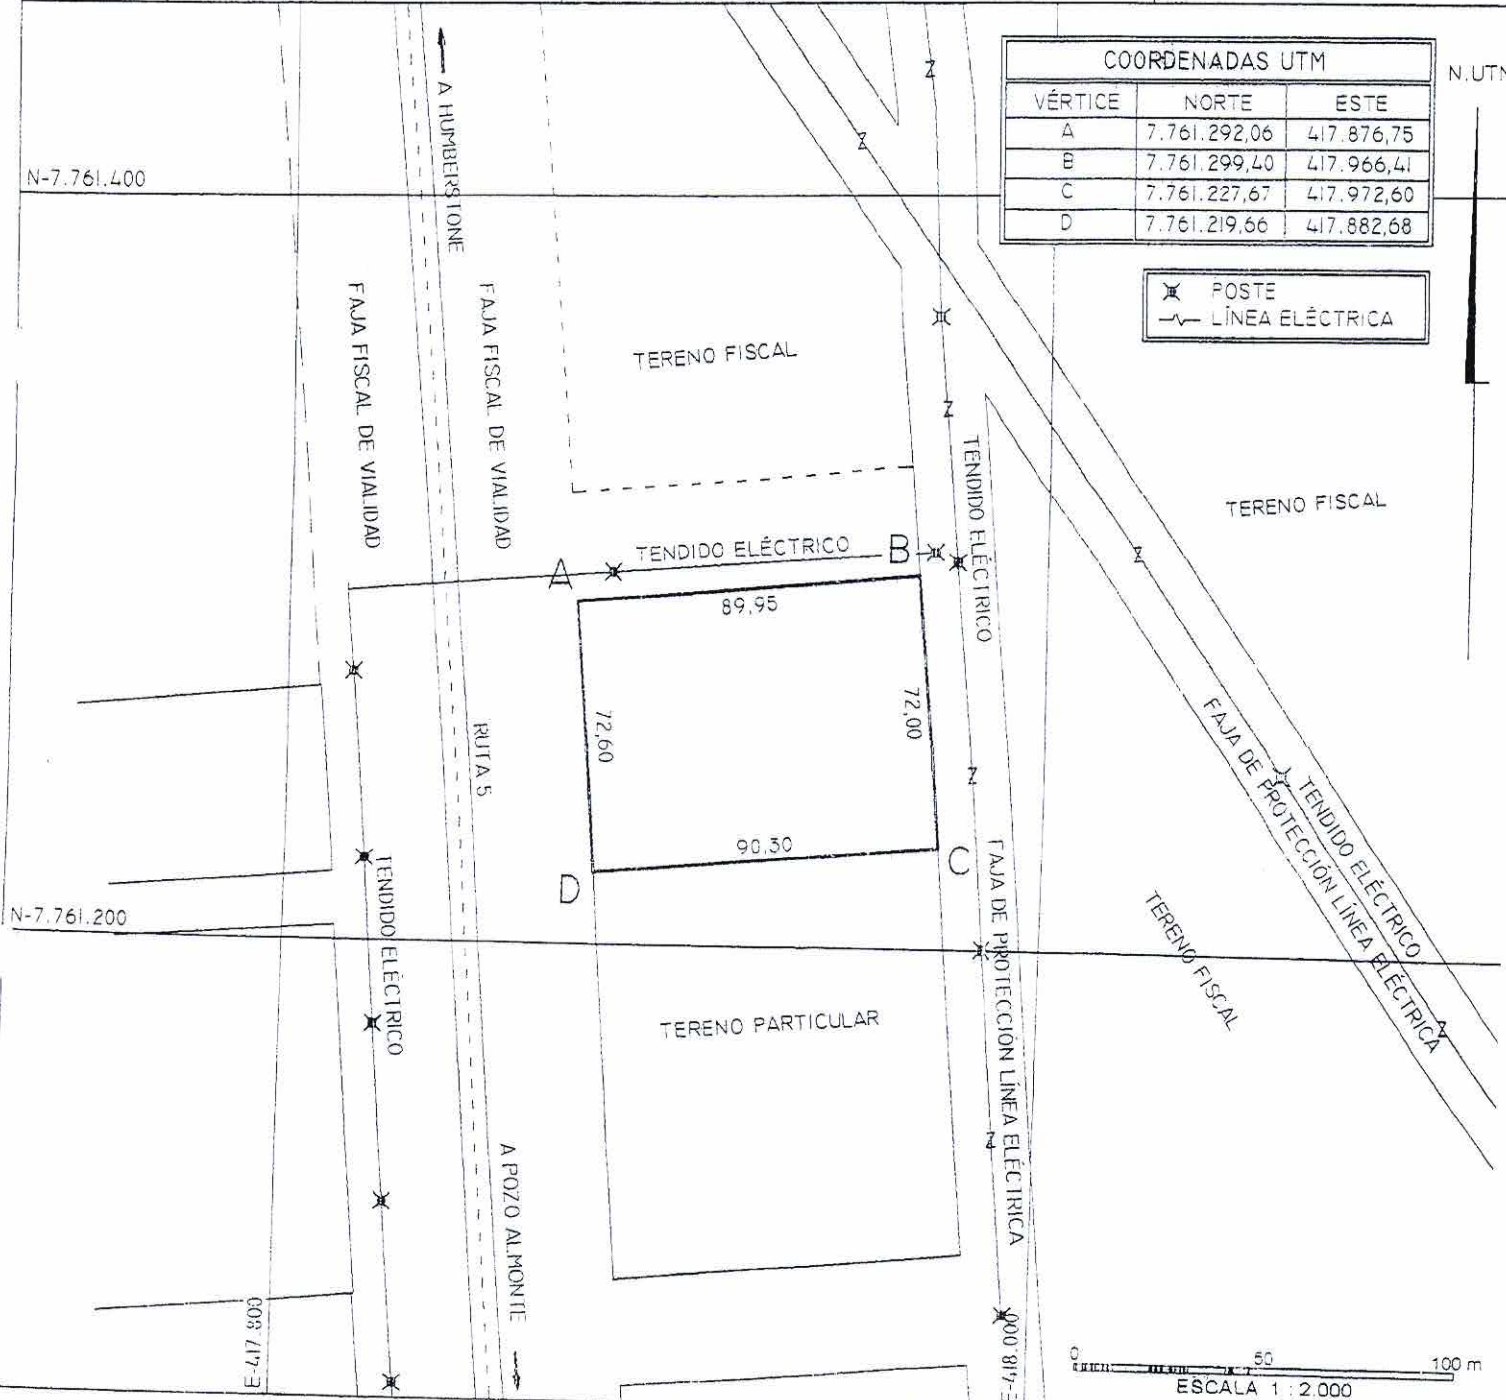 COORDENADAS UTM
VÉRTICE NORTE ESTE
A 7.761.292,06 417.876,75
B 7.761.299,40 417.966,41
C 7.761.227,67 417.972,60
D 7.761.219,66 417.882,68
N.UTM
POSTE
LÍNEA ELÉCTRICA
N-7.761.400
A HUMBERSTONE
FAJA FISCAL DE VIALIDAD
FAJA FISCAL DE VIALIDAD
TERENO FISCAL
TENDIDO ELÉCTRICO
TERENO FISCAL
TENDIDO ELÉCTRICO
A
B
89,95
72,60
72,00
90,30
D
C
RUTA 5
FAJA DE PROTECCIÓN LÍNEA ELÉCTRICA
TENDIDO ELÉCTRICO
N-7.761.200
TENDIDO ELÉCTRICO
FAJA DE PROTECCIÓN LÍNEA ELÉCTRICA
TERENO FISCAL
TERENO PARTICULAR
A POZO ALMONTE
E-417.800
E-418.000
0 50 100 m
ESCALA 1 : 2.000